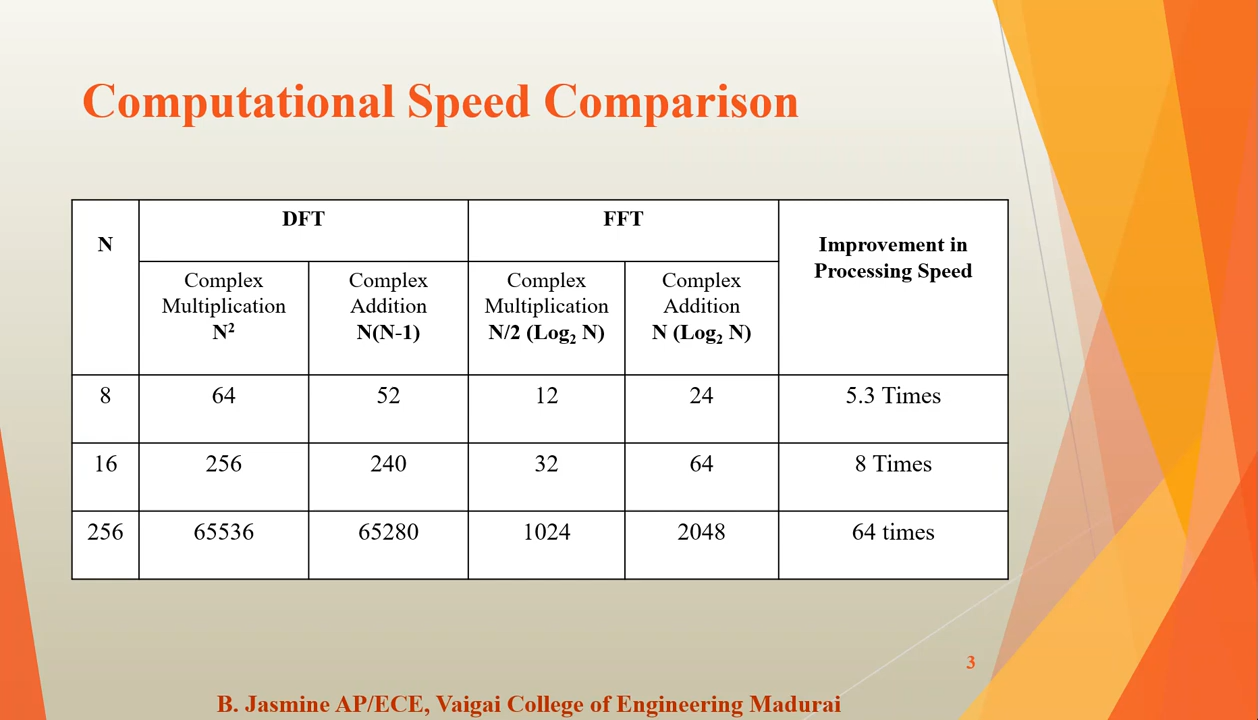 Computational Speed Comparison
N
DFT
FFT
Improvement in
Processing Speed
Complex
Multiplication
N²
Complex
Addition
N(N-1)
Complex
Multiplication
N/2 (Log₂ N)
Complex
Addition
N (Log₂ N)
8 64 52 12 24 5.3 Times
16 256 240 32 64 8 Times
256 65536 65280 1024 2048 64 times
3
B. Jasmine AP/ECE, Vaigai College of Engineering Madurai